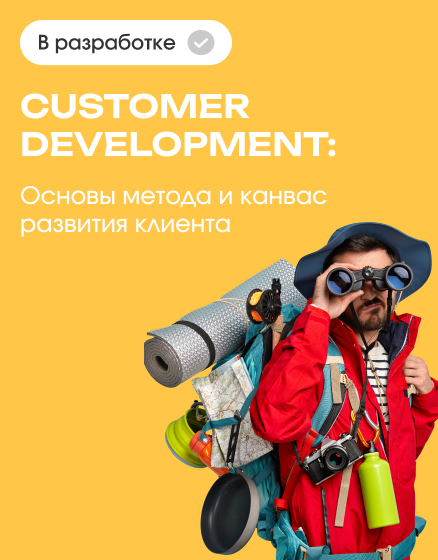 В разработке
CUSTOMER
DEVELOPMENT:
Основы метода и канвас
развития клиента